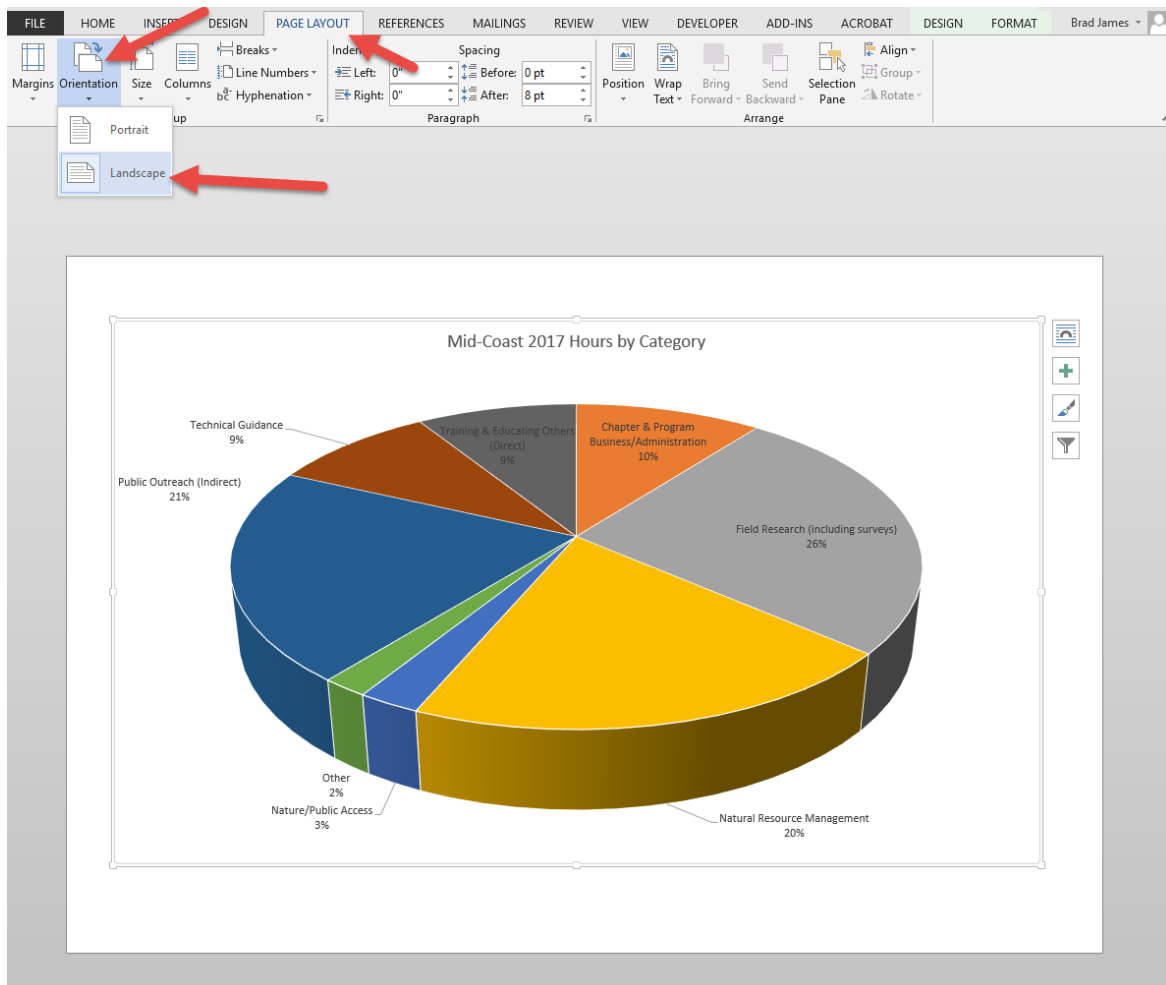 FILE HOME INSERT DESIGN PAGE LAYOUT REFERENCES MAILINGS REVIEW VIEW DEVELOPER ADD-INS ACROBAT DESIGN FORMAT Brad James
Breaks Spacing Align
Line Numbers Left: 0" Before: 0 pt Group
Margins Orientation Size Columns Position Wrap Bring Send Selection
Hyphenation Right: 0" After: 8 pt Text Forward Backward Pane Rotate
Paragraph Arrange
Portrait
Landscape
Mid-Coast 2017 Hours by Category
Technical Guidance
9%
Training & Educating Others
(Direct)
9%
Chapter & Program
Business/Administration
10%
Public Outreach (Indirect)
21%
Field Research (including surveys)
26%
Other
2%
Nature/Public Access
3%
Natural Resource Management
20%